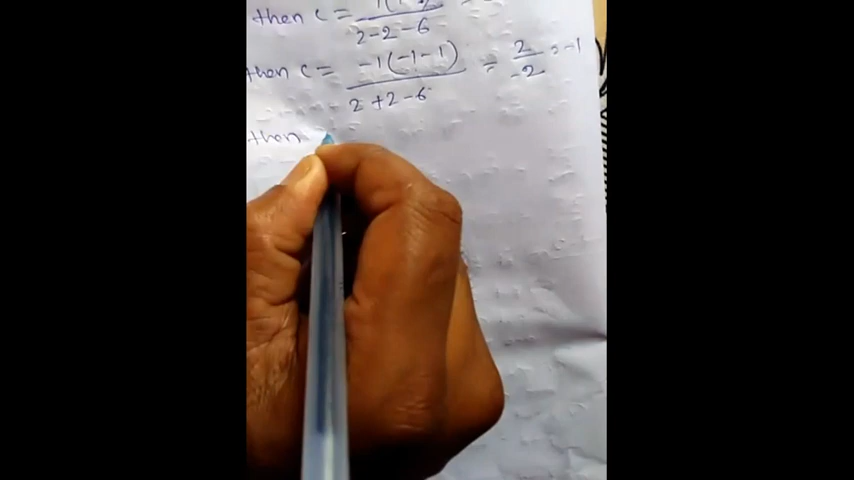 then c =
2-2-6
then c = -1(-1-1) / 2+2-6 = 2/-2 = -1
then